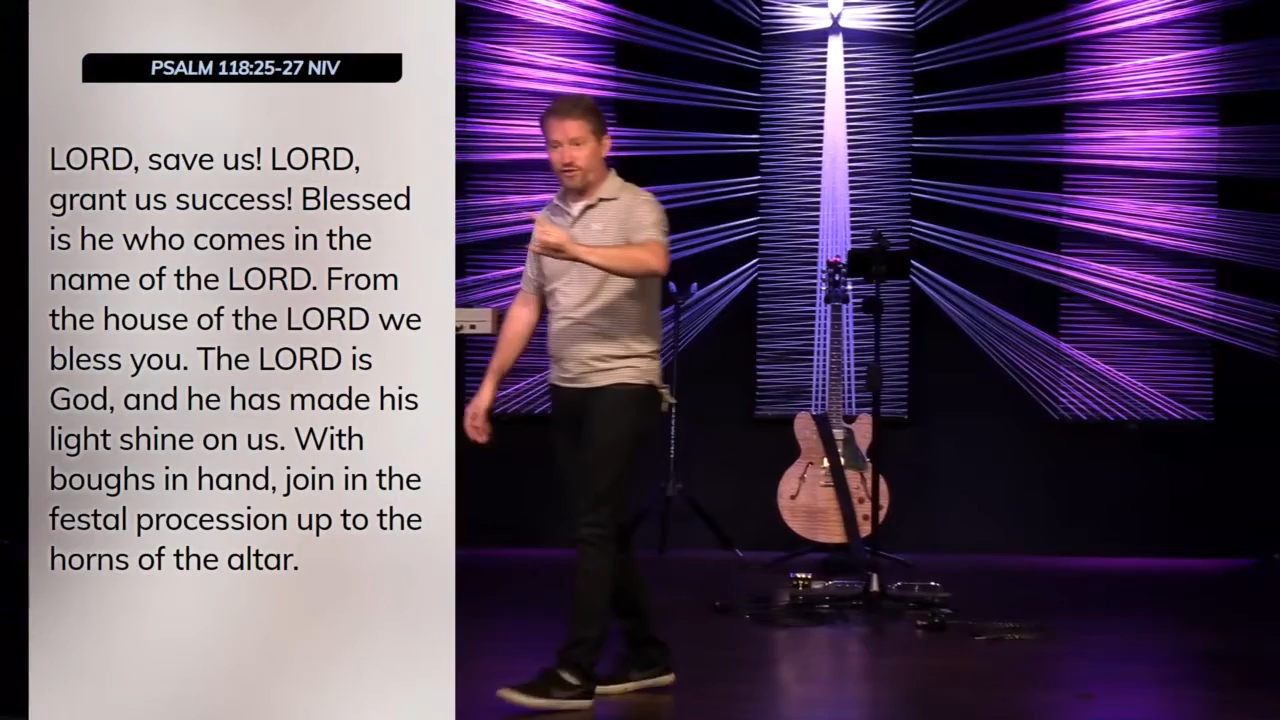 PSALM 118:25-27 NIV
LORD, save us! LORD,
grant us success! Blessed
is he who comes in the
name of the LORD. From
the house of the LORD we
bless you. The LORD is
God, and he has made his
light shine on us. With
boughs in hand, join in the
festal procession up to the
horns of the altar.